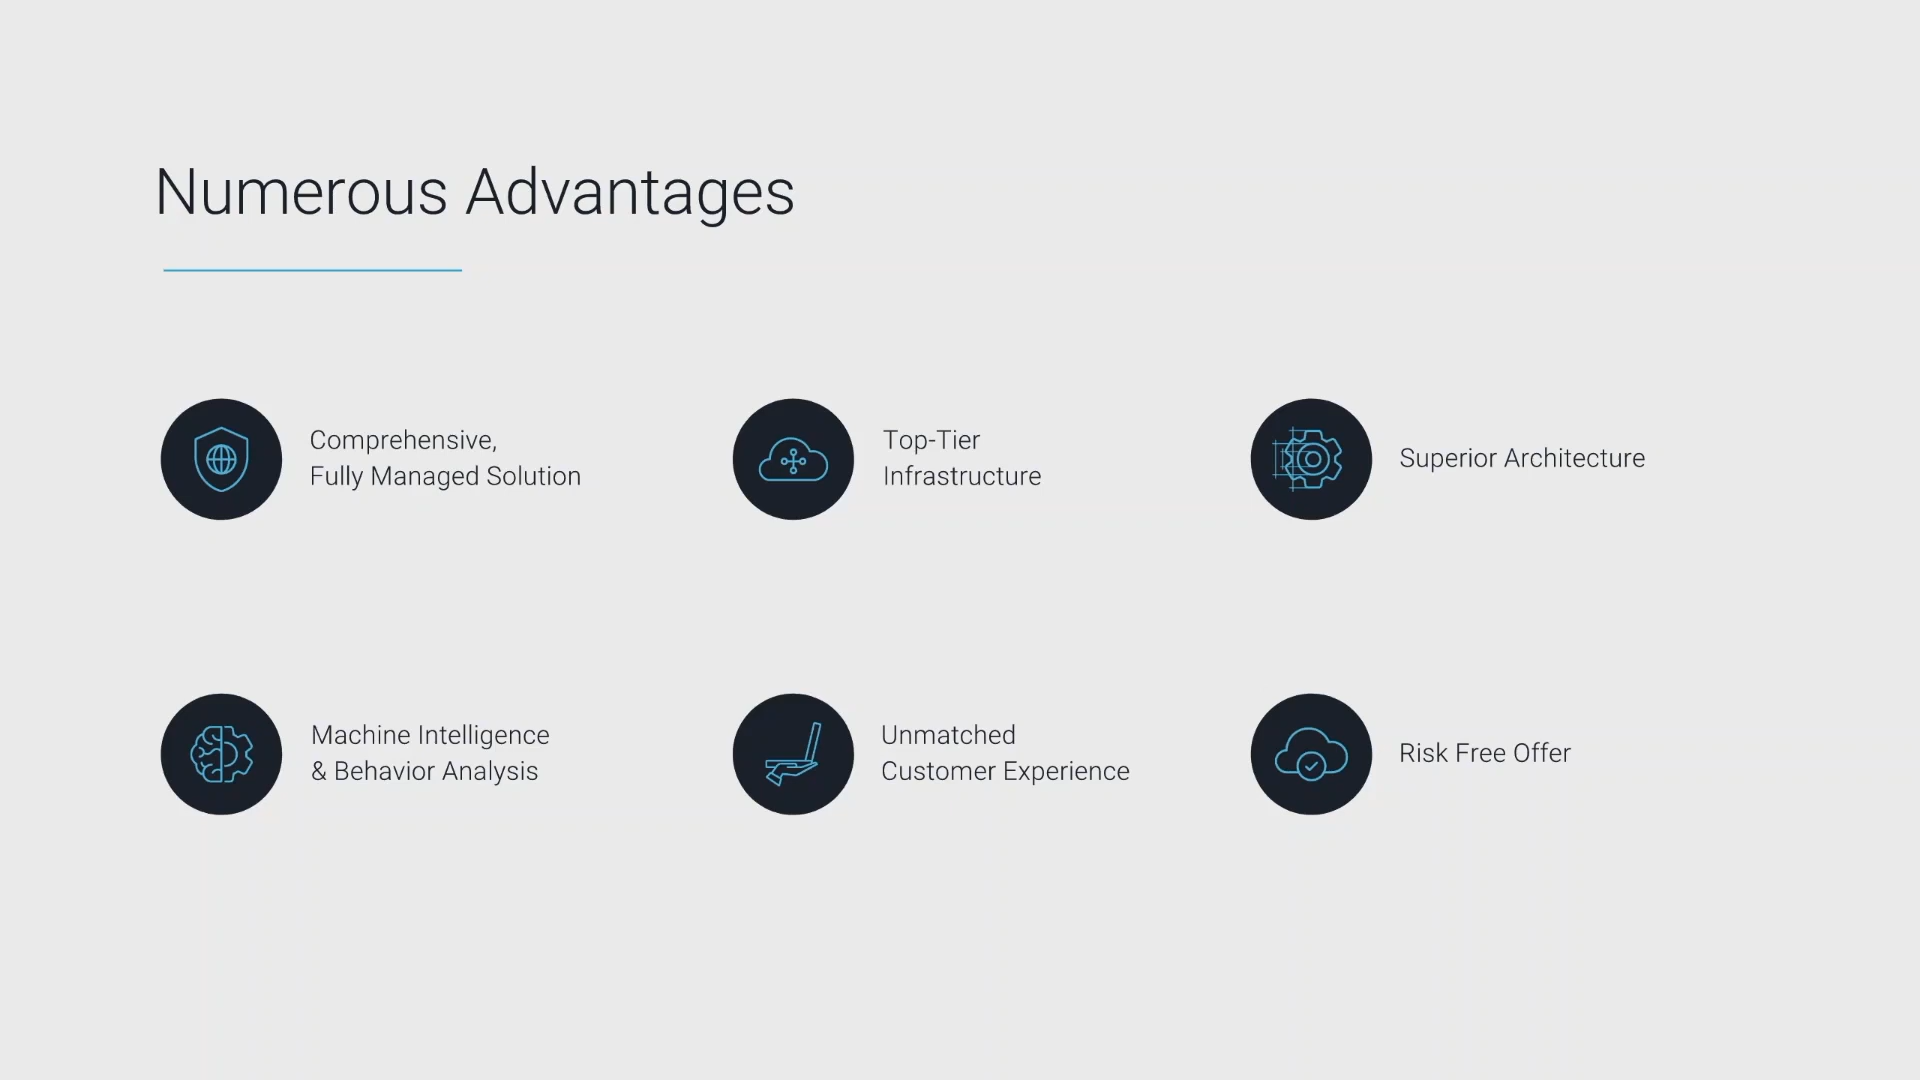 Numerous Advantages
Comprehensive,
Fully Managed Solution
Top-Tier
Infrastructure
Superior Architecture
Machine Intelligence
& Behavior Analysis
Unmatched
Customer Experience
Risk Free Offer